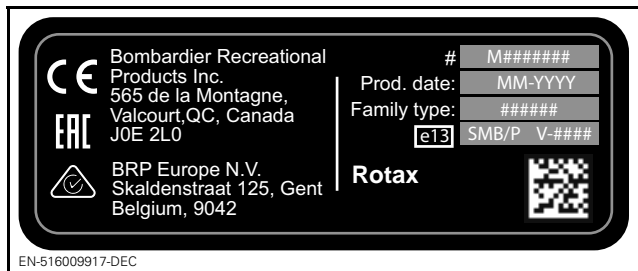 CE
Bombardier Recreational
Products Inc.
565 de la Montagne,
Valcourt,QC, Canada
J0E 2L0
EAC
BRP Europe N.V.
Skaldenstraat 125, Gent
Belgium, 9042
# M#######
Prod. date: MM-YYYY
Family type: ######
e13 SMB/P V-####
Rotax
EN-516009917-DEC